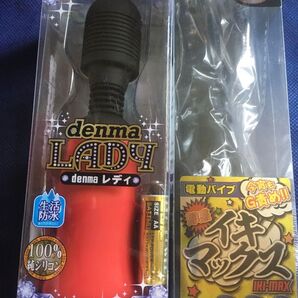 denma
LADY
denma レディ
生活
防水
100%
純シリコン
SIZE AA
電動バイブ
イキ
マックス
IKI-MAX